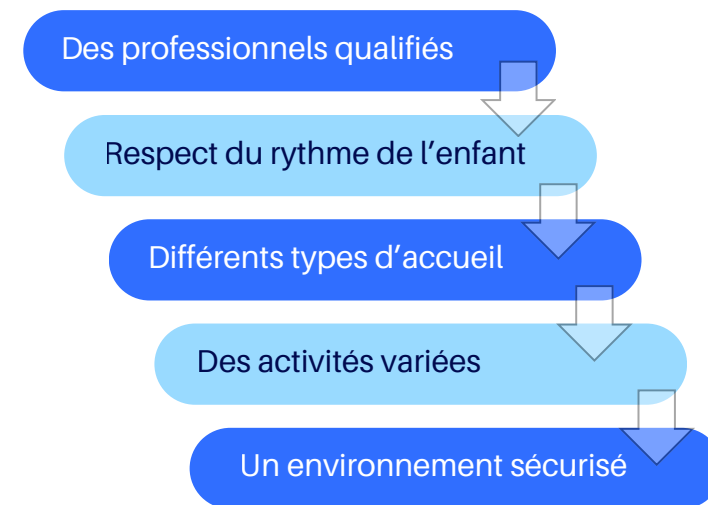 Des professionnels qualifiés
Respect du rythme de l’enfant
Différents types d’accueil
Des activités variées
Un environnement sécurisé